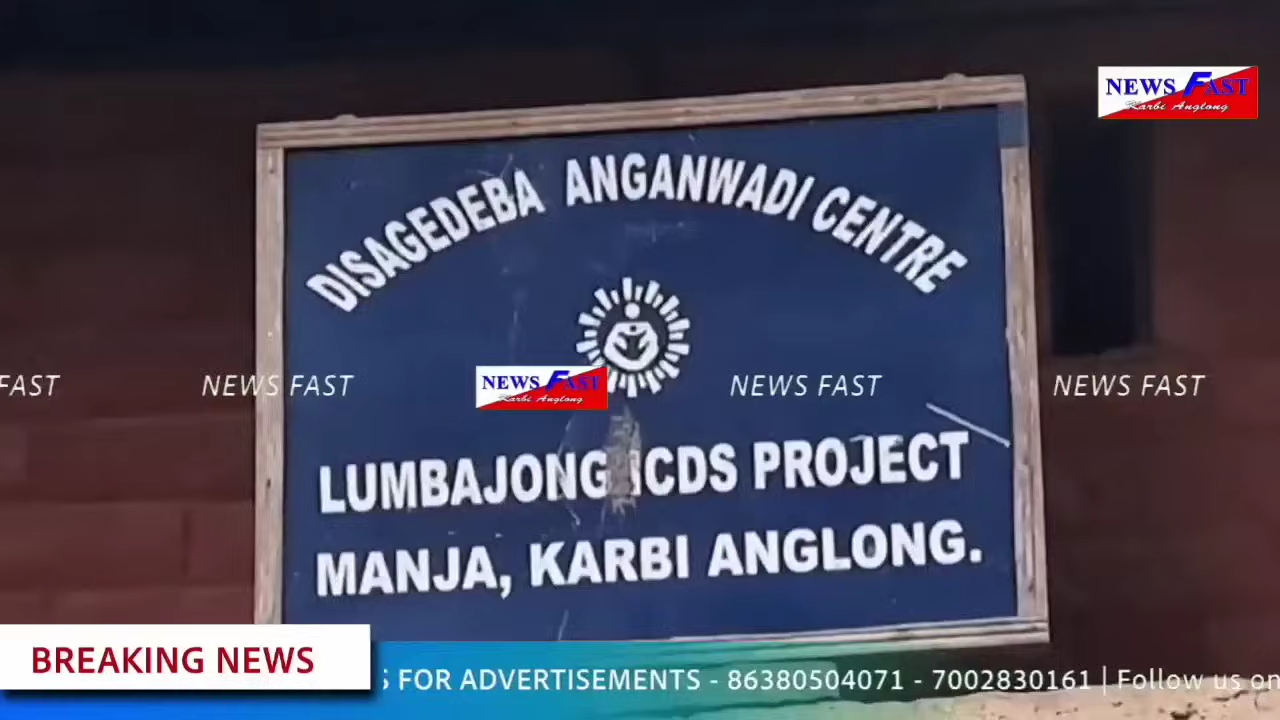 NEWS FAST
Karbi Anglong
DISAGEDEBA ANGANWADI CENTRE
FAST NEWS FAST NEWS FAST NEWS FAST
NEWS FAST
Karbi Anglong
LUMBAJONG ICDS PROJECT
MANJA, KARBI ANGLONG.
BREAKING NEWS
S FOR ADVERTISEMENTS - 86380504071 - 7002830161 | Follow us on